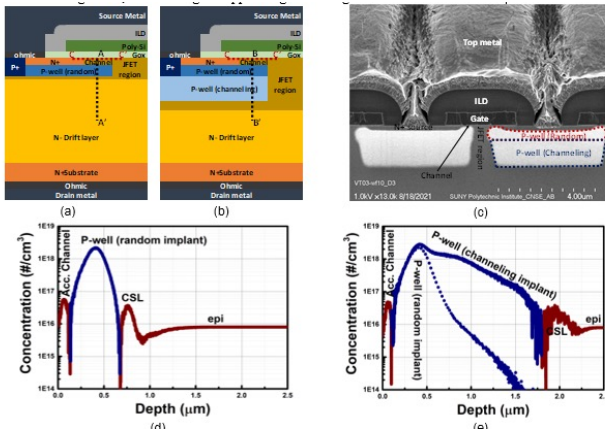 Source Metal
ILD
Poly-Si
Gox
ohmic
A
N+
Channel
P+
P-well (random)
JFET
region
A'
N- Drift layer
N+Substrate
Ohmic
Drain metal
(a)
Source Metal
ILD
Poly-Si
Gox
ohmic
B
N+
Channel
P+
P-well (random)
JFET
region
P-well (channeling)
B'
N- Drift layer
N+Substrate
Ohmic
Drain metal
(b)
Top metal
ILD
Gate
N+ source
JFET region
P-well (Random)
P-well (Channeling)
Channel
VT03-wf10_D3
1.0kV x13.0k 8/18/2021
SUNY Polytechnic Institute_CNSE_AB
4.00um
(c)
Concentration (#/cm3)
1E19
1E18
1E17
1E16
1E15
1E14
Acc. Channel
P-well (random implant)
CSL
epi
0.0 0.5 1.0 1.5 2.0 2.5
Depth (μm)
(d)
Concentration (#/cm3)
1E19
1E18
1E17
1E16
1E15
1E14
Acc. Channel
P-well (channeling implant)
P-well (random implant)
CSL
epi
0.0 0.5 1.0 1.5 2.0 2.5
Depth (μm)
(e)